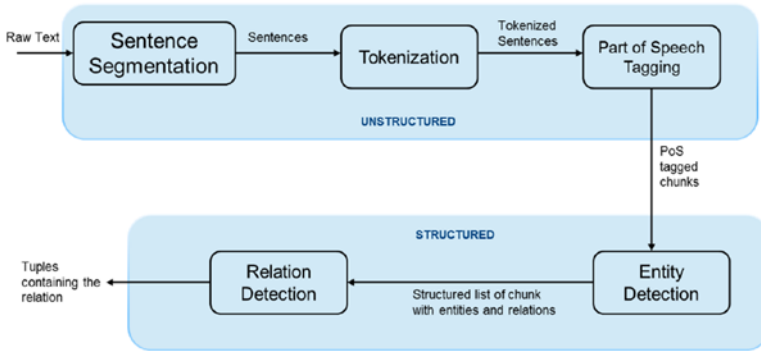 Raw Text
Sentence
Segmentation
Sentences
Tokenization
Tokenized
Sentences
Part of Speech
Tagging
UNSTRUCTURED
PoS
tagged
chunks
STRUCTURED
Tuples
containing the
relation
Relation
Detection
Structured list of chunk
with entities and relations
Entity
Detection